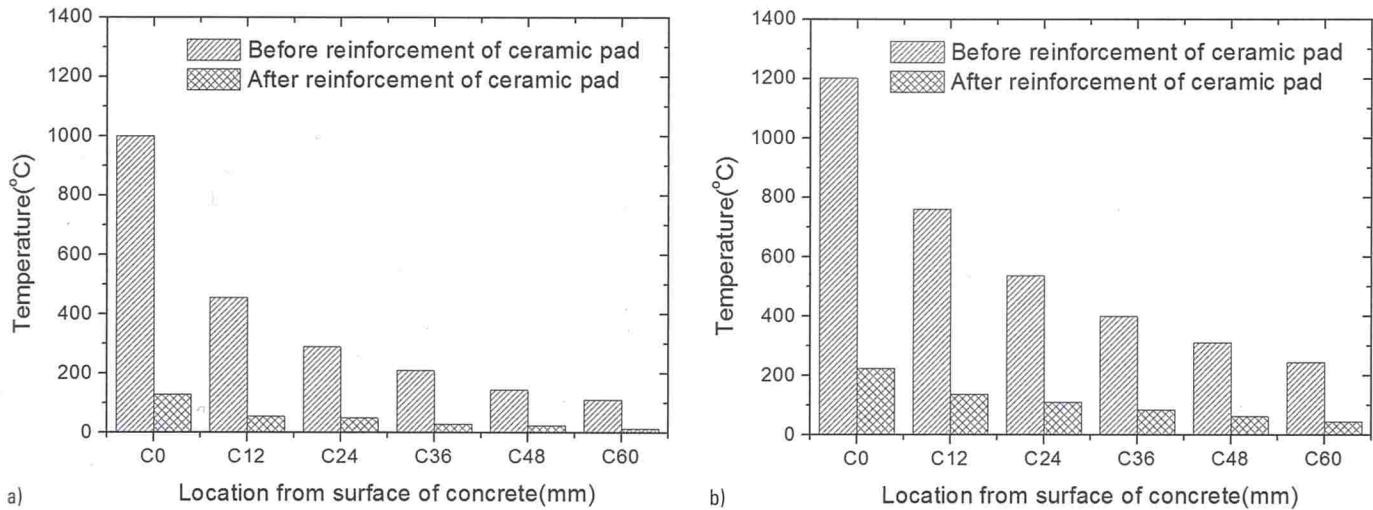 1400
1200
1000
800
600
400
200
0
Temperature(°C)
Before reinforcement of ceramic pad
After reinforcement of ceramic pad
C0 C12 C24 C36 C48 C60
Location from surface of concrete(mm)
a)
1400
1200
1000
800
600
400
200
0
Temperature(°C)
Before reinforcement of ceramic pad
After reinforcement of ceramic pad
C0 C12 C24 C36 C48 C60
Location from surface of concrete(mm)
b)